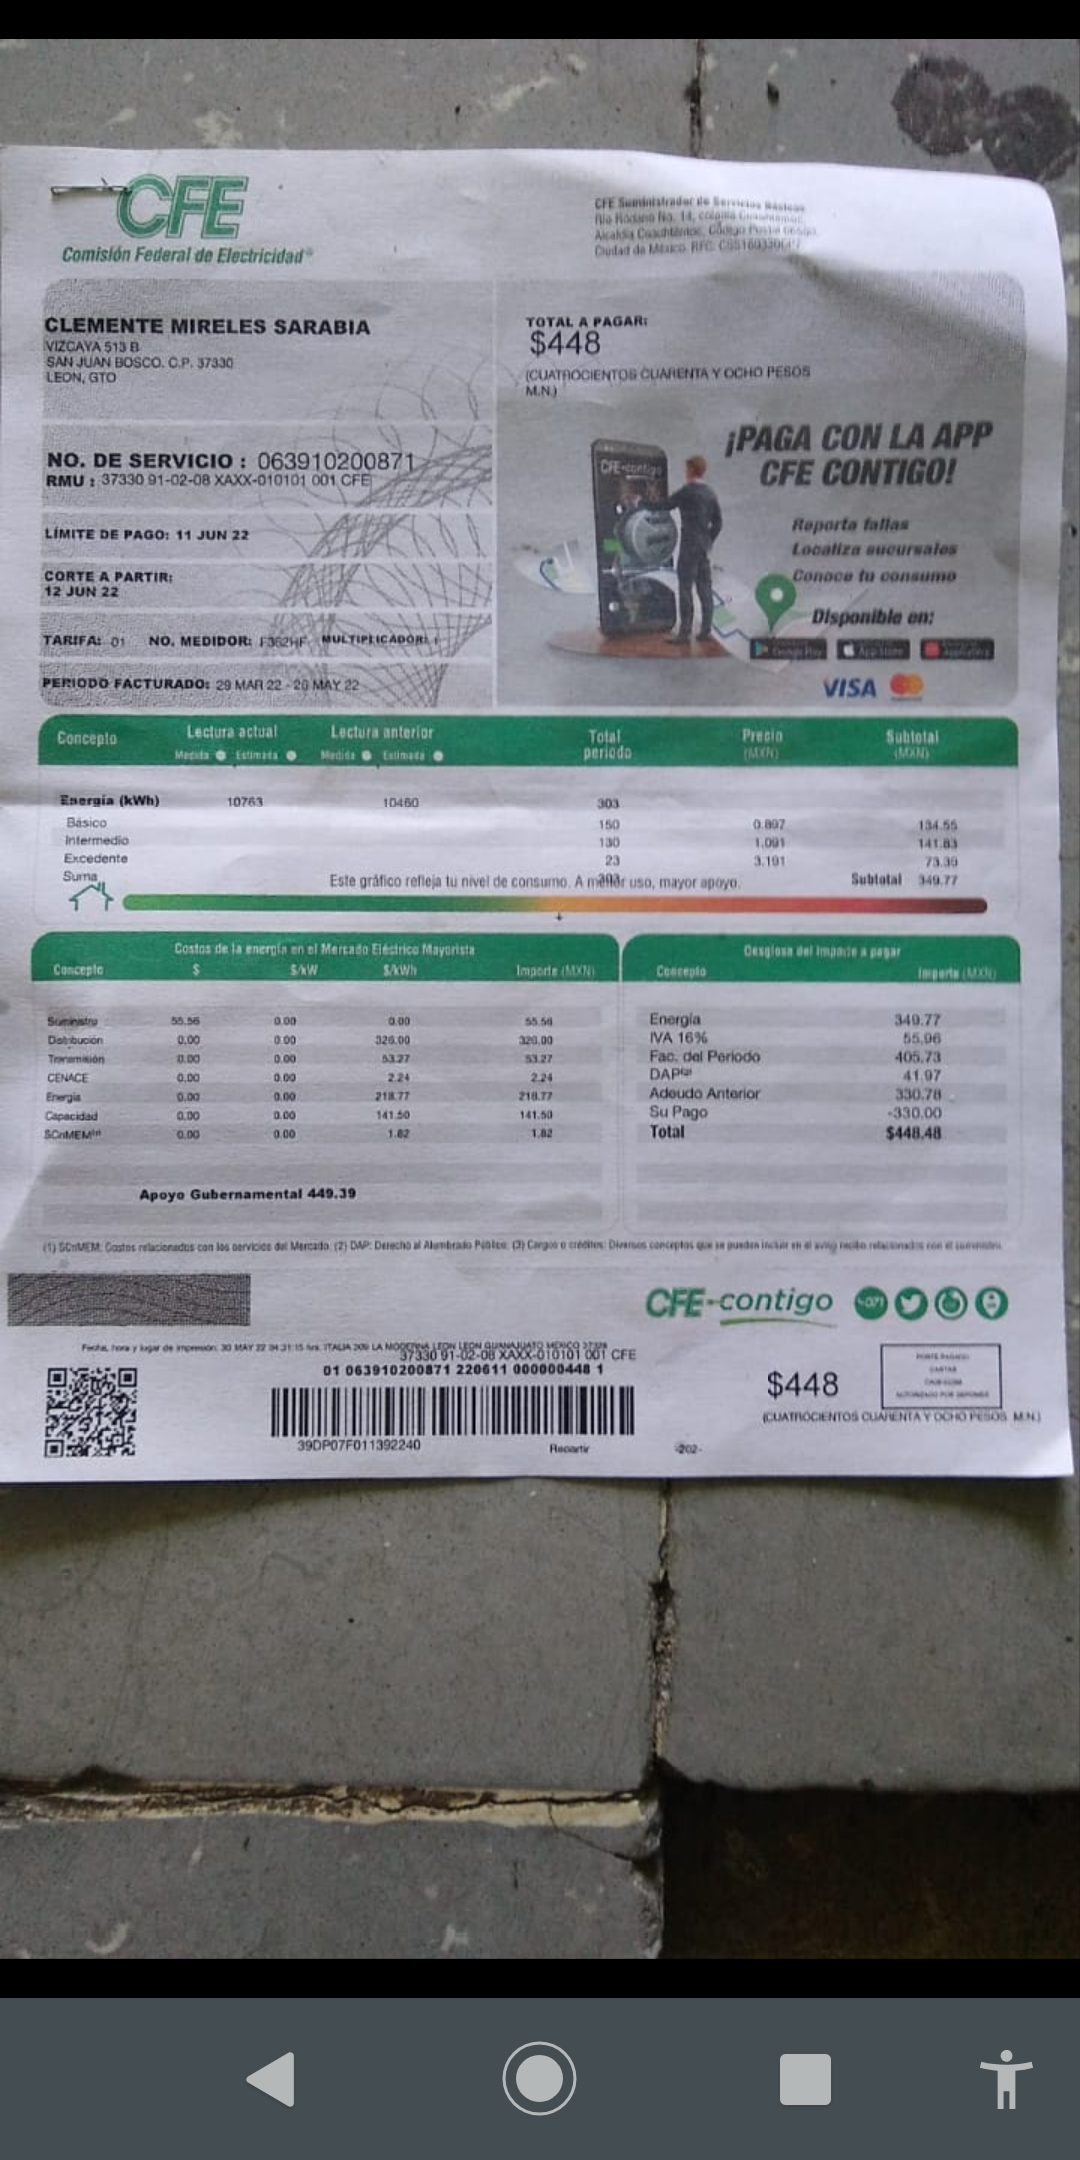 CFE
Comisión Federal de Electricidad®
CFE Suministrador de Servicios Básicos
Río Ródano No. 14, colonia Cuauhtémoc,
Alcaldía Cuauhtémoc, Código Postal
Ciudad de México. RFC:
CLEMENTE MIRELES SARABIA
VIZCAYA 513 B
SAN JUAN BOSCO. C.P. 37330
LEON, GTO
TOTAL A PAGAR:
$448
(CUATROCIENTOS CUARENTA Y OCHO PESOS
M.N.)
NO. DE SERVICIO : 063910200871
RMU : 37330 91-02-08 XAXX-010101 001 CFE
LÍMITE DE PAGO: 11 JUN 22
CORTE A PARTIR:
12 JUN 22
TARIFA: 01 NO. MEDIDOR: MULTIPLICADOR: 1
PERIODO FACTURADO: 29 MAR 22 - MAY 22
¡PAGA CON LA APP
CFE CONTIGO!
CFE-contigo
Reporta fallas
Localiza sucursales
Conoce tu consumo
Disponible en:
Google Play App Store AppGallery
VISA
Concepto Lectura actual Lectura anterior Total periodo Precio (MXN) Subtotal (MXN)
Medida Estimada Medida Estimada
Energía (kWh) 10763 10460 303
Básico 150 0.897 134.55
Intermedio 130 1.091 141.83
Excedente 23 3.191 73.39
Suma 303 Subtotal 349.77
Este gráfico refleja tu nivel de consumo. A menor uso, mayor apoyo.
Costos de la energía en el Mercado Eléctrico Mayorista
Concepto $ $/kW $/kWh Importe (MXN)
Suministro 55.56 0.00 0.00 55.56
Distribución 0.00 0.00 326.00 326.00
Transmisión 0.00 0.00 53.27 53.27
CENACE 0.00 0.00 2.24 2.24
Energía 0.00 0.00 218.77 218.77
Capacidad 0.00 0.00 141.50 141.50
SCnMEM(1) 0.00 0.00 1.82 1.82
Apoyo Gubernamental 449.39
Desglose del importe a pagar
Concepto Importe (MXN)
Energía 349.77
IVA 16% 55.96
Fac. del Periodo 405.73
DAP(2) 41.97
Adeudo Anterior 330.78
Su Pago -330.00
Total $448.48
(1) SCnMEM: Costos relacionados con los servicios del Mercado. (2) DAP: Derecho al Alumbrado Público. (3) Cargos o créditos: Diversos conceptos que se pueden incluir en el aviso recibo relacionados con el suministro.
CFE-contigo
071
Fecha, hora y lugar de impresión: 30 MAY 22 04:31:15 hrs. ITALIA LA MODERNA LEON LEON GUANAJUATO MEXICO
37330 91-02-08 XAXX-010101 001 CFE
01 063910200871 220611 000000448 1
39DP07F011392240
Repartir
-202-
$448
(CUATROCIENTOS CUARENTA Y OCHO PESOS M.N.)
PORTE PAGADO
CARTAS
AUTORIZADO POR SEPOMEX